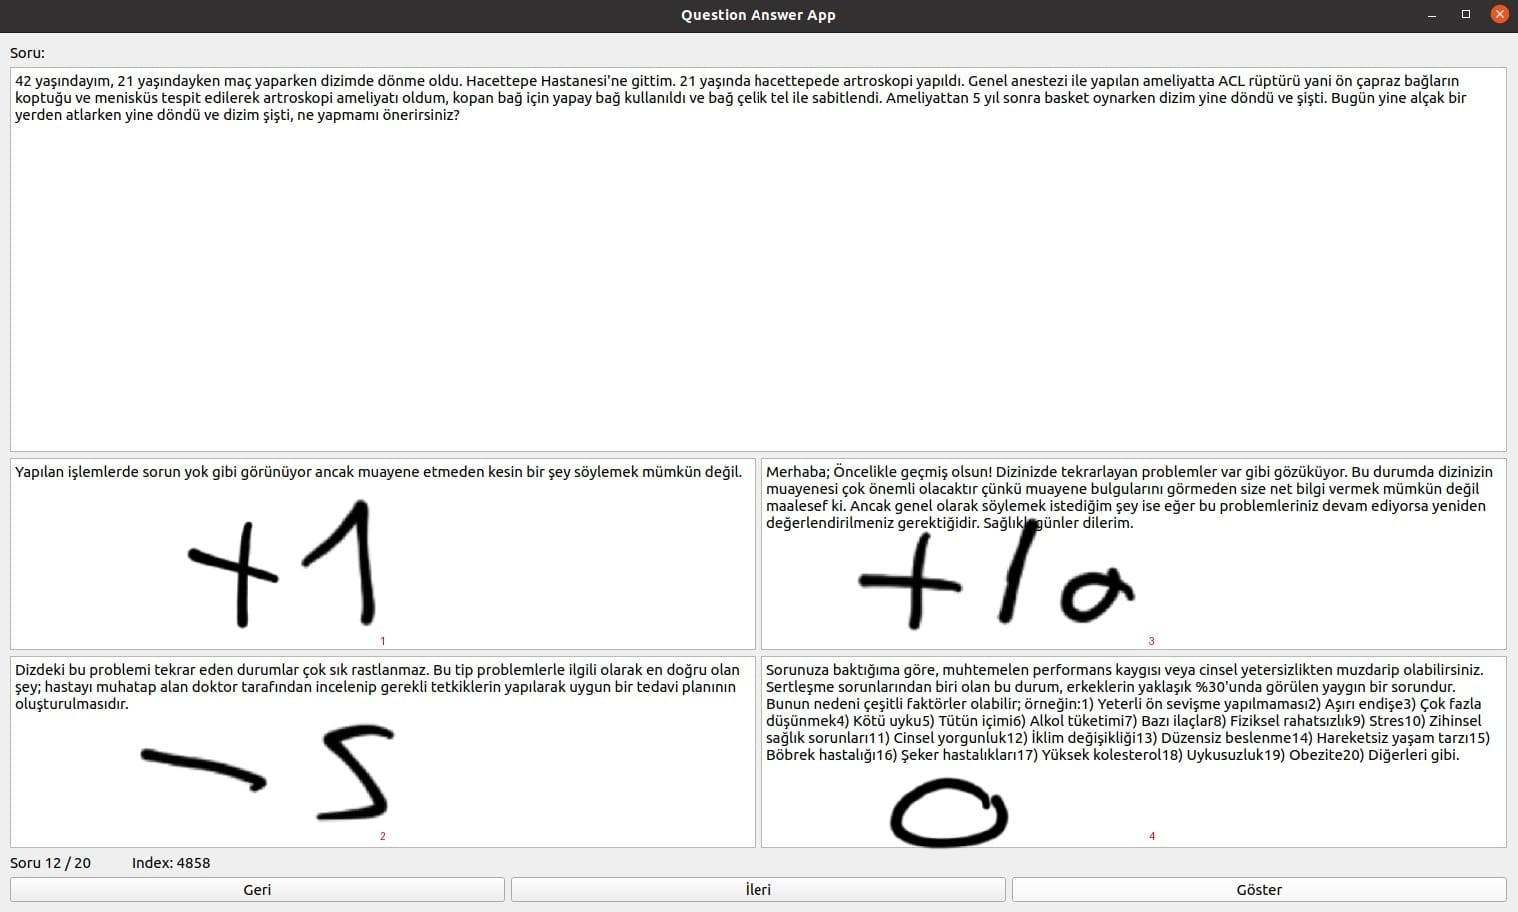 Question Answer App
Soru:
42 yaşındayım, 21 yaşındayken maç yaparken dizimde dönme oldu. Hacettepe Hastanesi'ne gittim. 21 yaşında hacettepede artroskopi yapıldı. Genel anestezi ile yapılan ameliyatta ACL rüptürü yani ön çapraz bağların
koptuğu ve menisküs tespit edilerek artroskopi ameliyatı oldum, kopan bağ için yapay bağ kullanıldı ve bağ çelik tel ile sabitlendi. Ameliyattan 5 yıl sonra basket oynarken dizim yine döndü ve şişti. Bugün yine alçak bir
yerden atlarken yine döndü ve dizim şişti, ne yapmamı önerirsiniz?
Yapılan işlemlerde sorun yok gibi görünüyor ancak muayene etmeden kesin bir şey söylemek mümkün değil.
+1
1
Merhaba; Öncelikle geçmiş olsun! Dizinizde tekrarlayan problemler var gibi gözüküyor. Bu durumda dizinizin
muayenesi çok önemli olacaktır çünkü muayene bulgularını görmeden size net bilgi vermek mümkün değil
maalesef ki. Ancak genel olarak söylemek istediğim şey ise eğer bu problemleriniz devam ediyorsa yeniden
değerlendirilmeniz gerektiğidir. Sağlıklı günler dilerim.
+10
3
Dizdeki bu problemi tekrar eden durumlar çok sık rastlanmaz. Bu tip problemlerle ilgili olarak en doğru olan
şey; hastayı muhatap alan doktor tarafından incelenip gerekli tetkiklerin yapılarak uygun bir tedavi planının
oluşturulmasıdır.
-5
2
Sorunuza baktığıma göre, muhtemelen performans kaygısı veya cinsel yetersizlikten muzdarip olabilirsiniz.
Sertleşme sorunlarından biri olan bu durum, erkeklerin yaklaşık %30'unda görülen yaygın bir sorundur.
Bunun nedeni çeşitli faktörler olabilir; örneğin:1) Yeterli ön sevişme yapılmaması2) Aşırı endişe3) Çok fazla
düşünmek4) Kötü uyku5) Tütün içimi6) Alkol tüketimi7) Bazı ilaçlar8) Fiziksel rahatsızlık9) Stres10) Zihinsel
sağlık sorunları11) Cinsel yorgunluk12) İklim değişikliği13) Düzensiz beslenme14) Hareketsiz yaşam tarzı15)
Böbrek hastalığı16) Şeker hastalıkları17) Yüksek kolesterol18) Uykusuzluk19) Obezite20) Diğerleri gibi.
0
4
Soru 12 / 20 Index: 4858
Geri İleri Göster